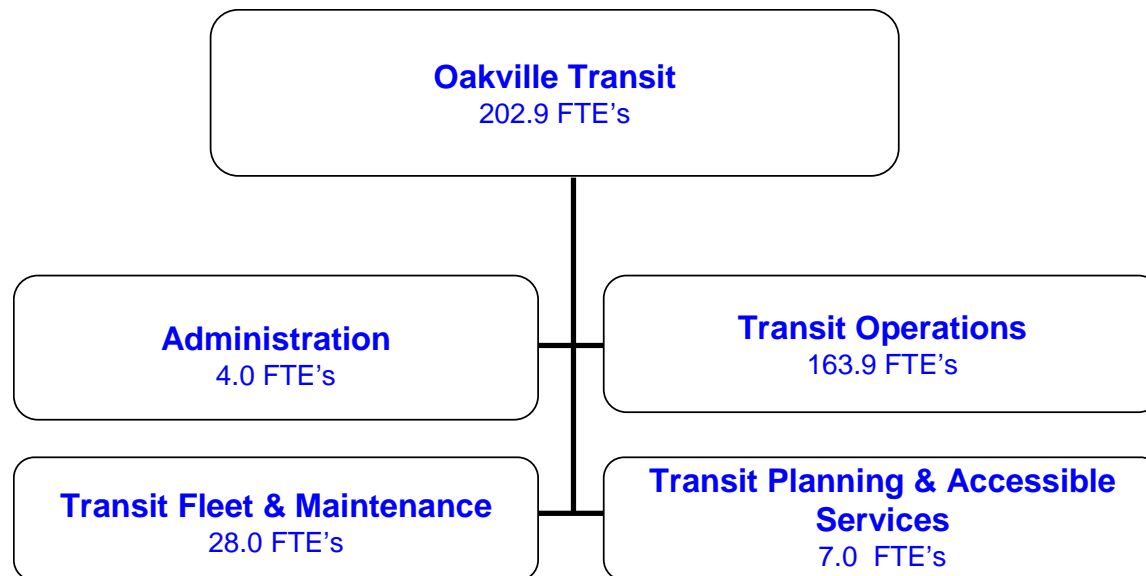 Oakville Transit
202.9 FTE’s
Administration
4.0 FTE’s
Transit Operations
163.9 FTE’s
Transit Fleet & Maintenance
28.0 FTE’s
Transit Planning & Accessible
Services
7.0  FTE’s